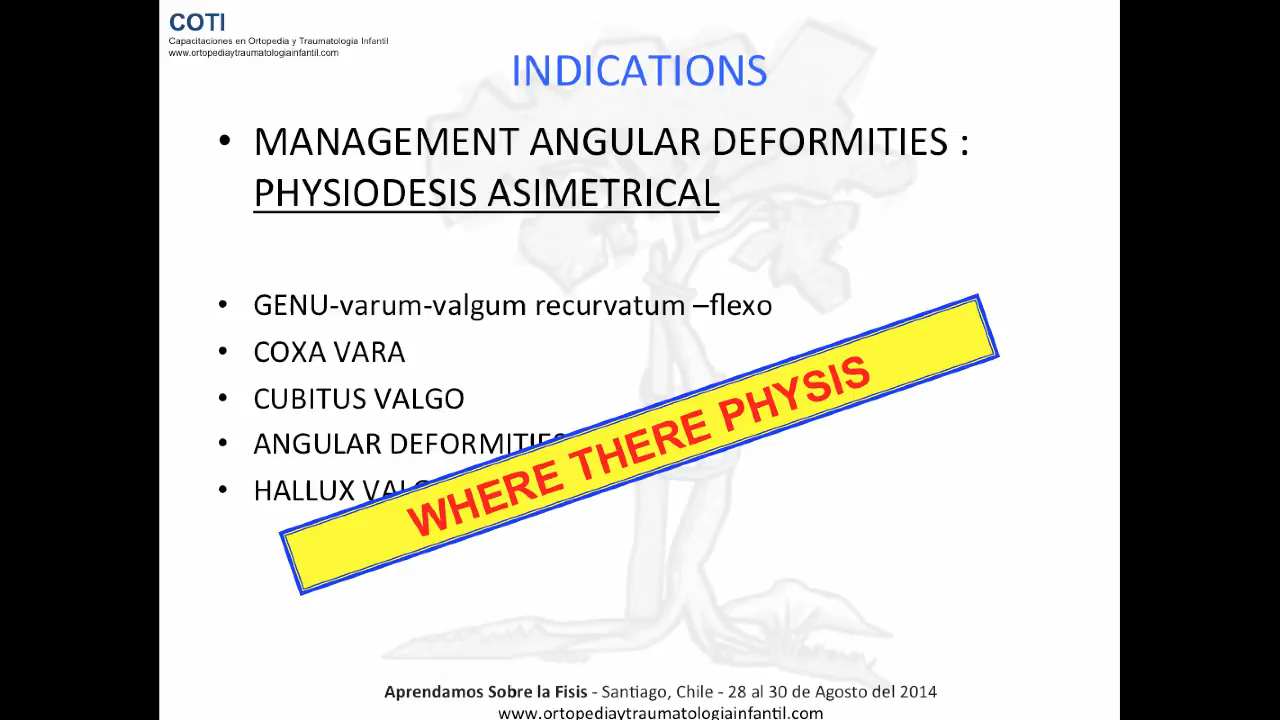 COTI
Capacitaciones en Ortopedia y Traumatologia Infantil
www.ortopediaytraumatologiainfantil.com
INDICATIONS
• MANAGEMENT ANGULAR DEFORMITIES :
PHYSIODESIS ASIMETRICAL
• GENU-varum-valgum recurvatum –flexo
• COXA VARA
• CUBITUS VALGO
• ANGULAR DEFORMITIES
• HALLUX
WHERE THERE PHYSIS
Aprendamos Sobre la Fisis - Santiago, Chile - 28 al 30 de Agosto del 2014
www.ortopediaytraumatologiainfantil.com